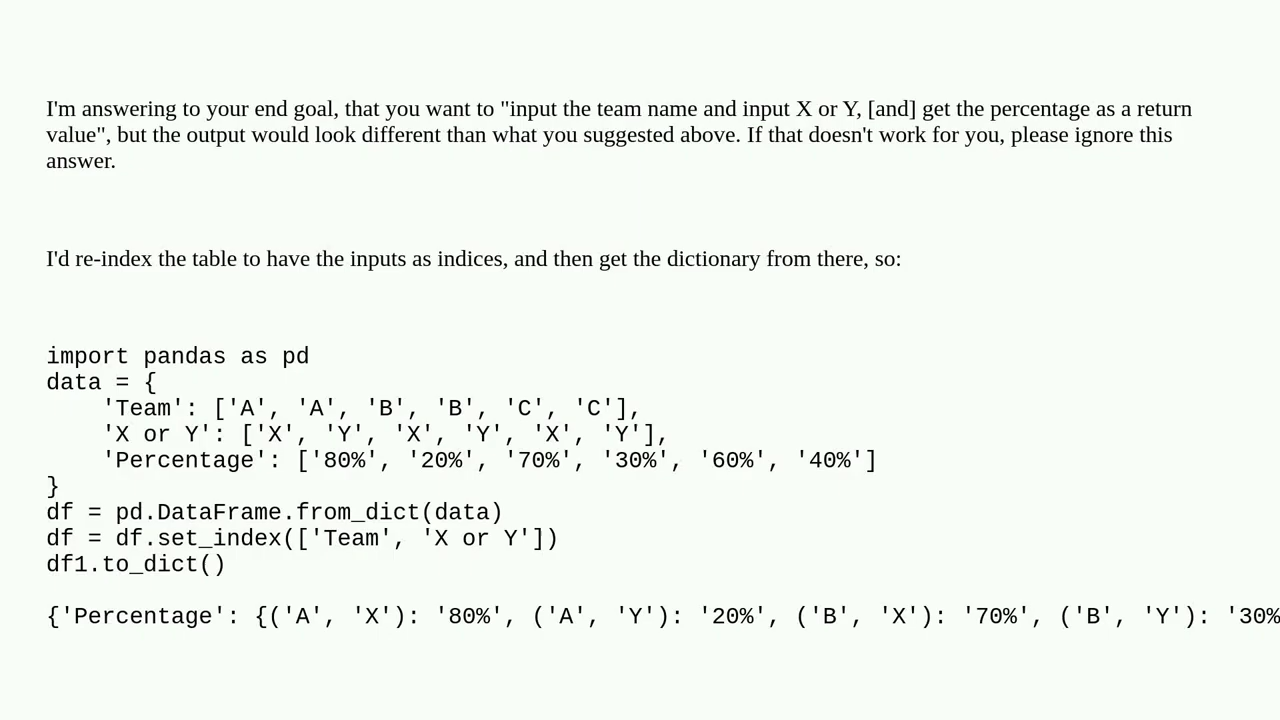 I'm answering to your end goal, that you want to "input the team name and input X or Y, [and] get the percentage as a return
value", but the output would look different than what you suggested above. If that doesn't work for you, please ignore this
answer.
I'd re-index the table to have the inputs as indices, and then get the dictionary from there, so:
import pandas as pd
data = {
    'Team': ['A', 'A', 'B', 'B', 'C', 'C'],
    'X or Y': ['X', 'Y', 'X', 'Y', 'X', 'Y'],
    'Percentage': ['80%', '20%', '70%', '30%', '60%', '40%']
}
df = pd.DataFrame.from_dict(data)
df = df.set_index(['Team', 'X or Y'])
df1.to_dict()
{'Percentage': {('A', 'X'): '80%', ('A', 'Y'): '20%', ('B', 'X'): '70%', ('B', 'Y'): '30%